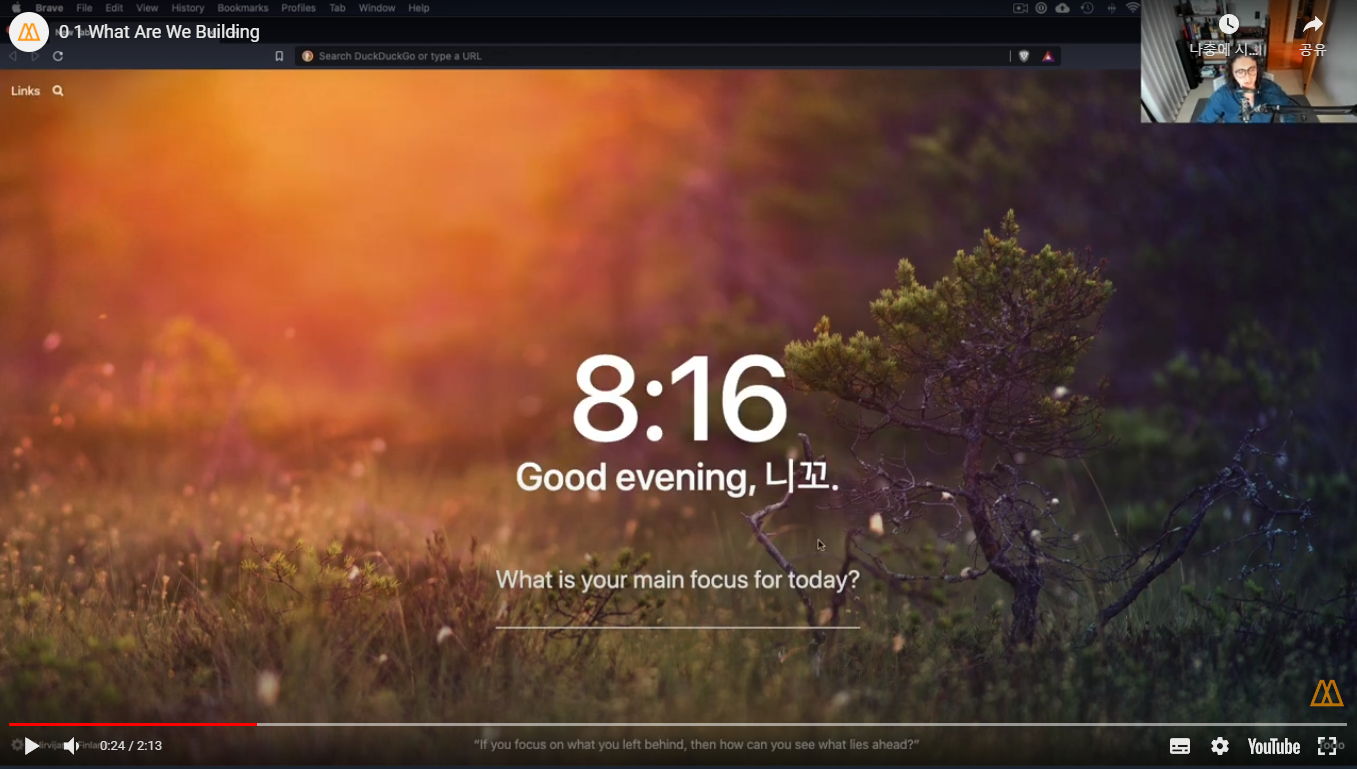 Brave File Edit View History Bookmarks Profiles Tab Window Help
0 1 What Are We Building
Search DuckDuckGo or type a URL
나중에 시...
공유
Links
8:16
Good evening, 니꼬.
What is your main focus for today?
0:24 / 2:13
"If you focus on what you left behind, then how can you see what lies ahead?"
YouTube